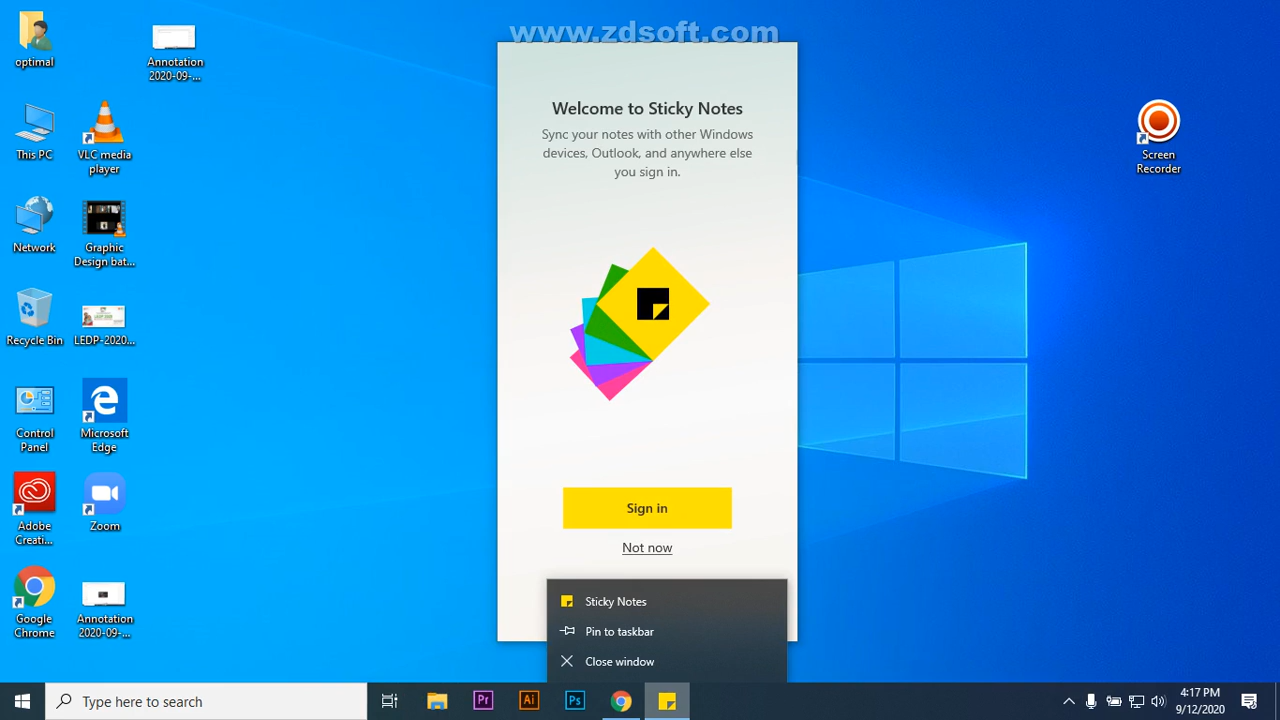 www.zdsoft.com
optimal
Annotation
2020-09-...
This PC
VLC media
player
Network
Graphic
Design bat...
Recycle Bin
LEDP-2020...
Control
Panel
Microsoft
Edge
Adobe
Creati...
Zoom
Google
Chrome
Annotation
2020-09-...
Screen
Recorder
Welcome to Sticky Notes
Sync your notes with other Windows
devices, Outlook, and anywhere else
you sign in.
Sign in
Not now
Sticky Notes
Pin to taskbar
Close window
Type here to search
Pr
Ai
Ps
4:17 PM
9/12/2020